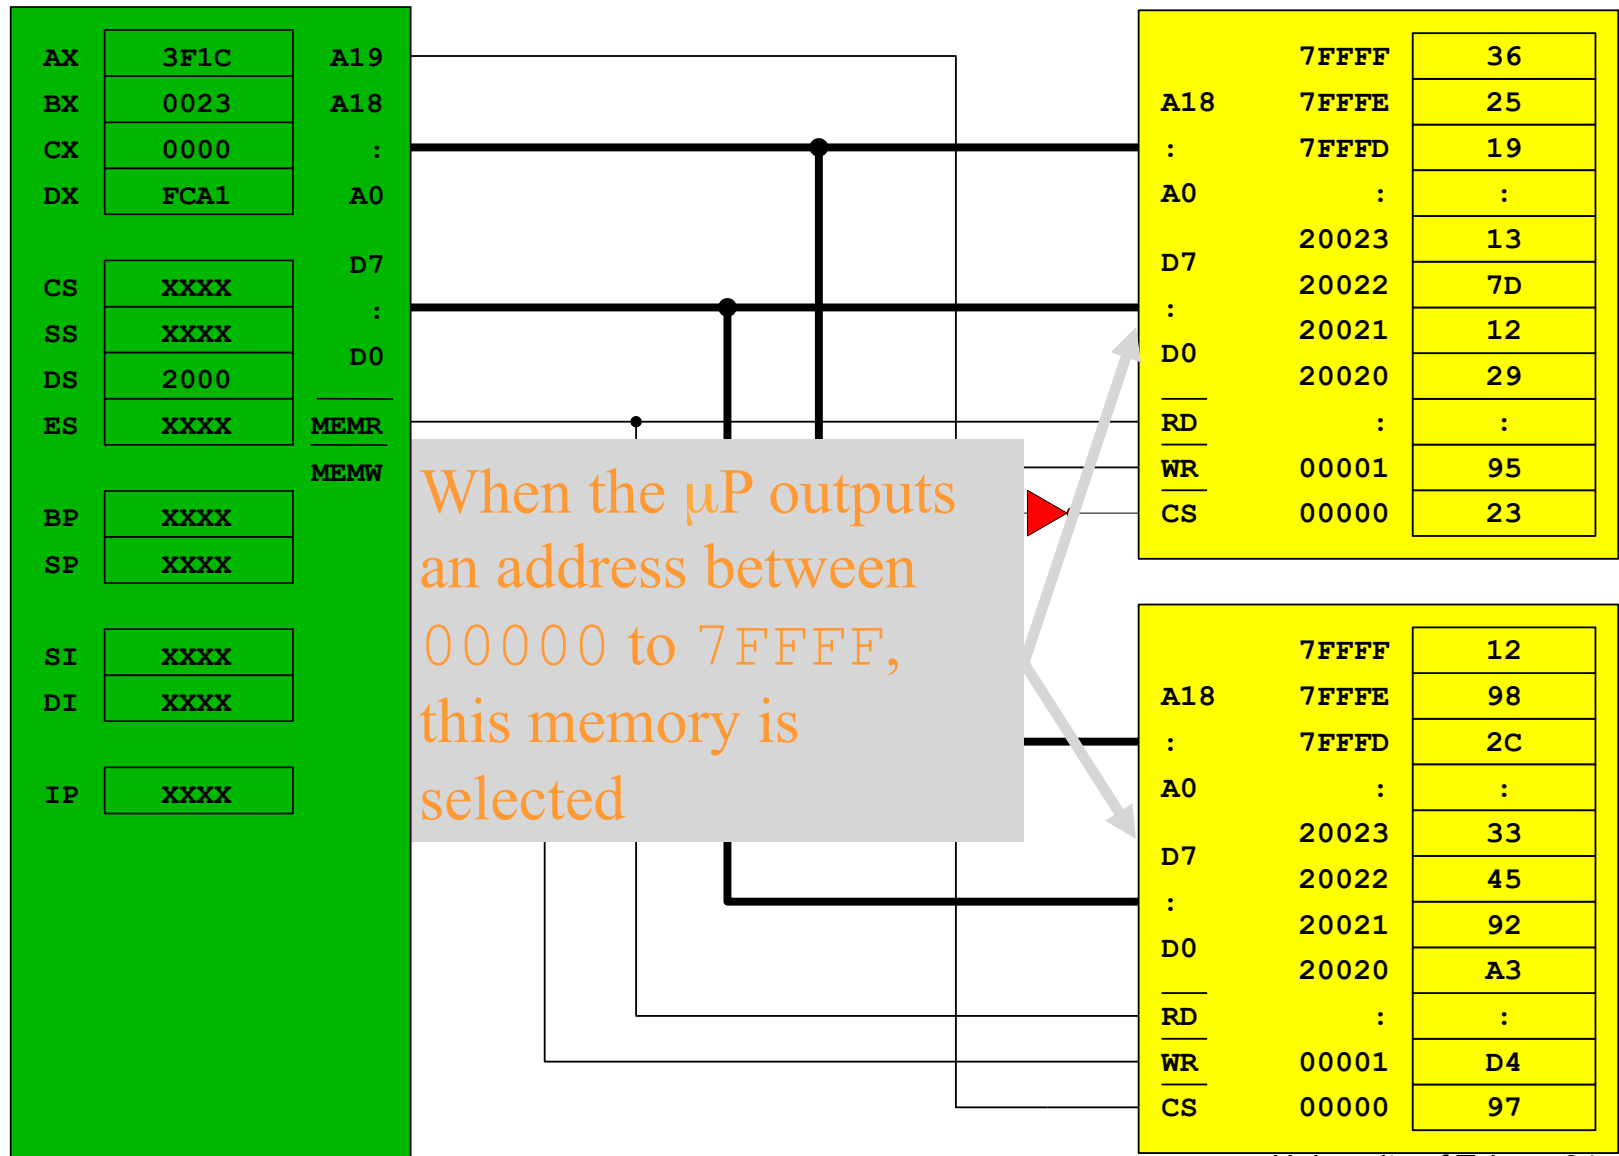 AX 3F1C A19
BX 0023 A18
CX 0000 :
DX FCA1 A0
D7
CS XXXX
:
SS XXXX
D0
DS 2000
ES XXXX MEMR
MEMW
BP XXXX
SP XXXX
SI XXXX
DI XXXX
IP XXXX
When the µP outputs
an address between
00000 to 7FFFF,
this memory is
selected
7FFFF 36
A18 7FFFE 25
: 7FFFD 19
A0 : :
20023 13
D7
20022 7D
:
20021 12
D0
20020 29
RD : :
WR 00001 95
CS 00000 23
7FFFF 12
A18 7FFFE 98
: 7FFFD 2C
A0 : :
20023 33
D7
20022 45
:
20021 92
D0
20020 A3
RD : :
WR 00001 D4
CS 00000 97